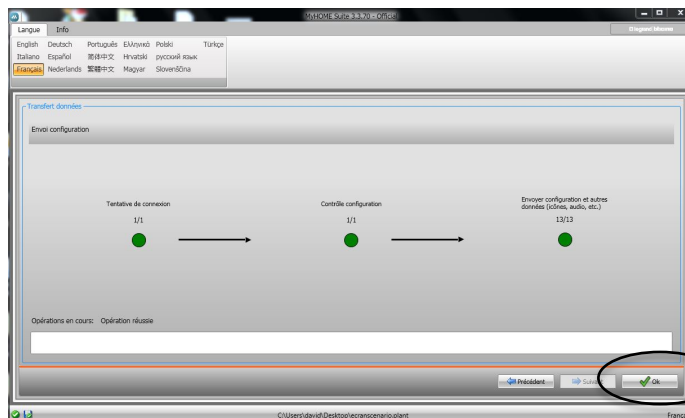 MyHOME Suite 3.3.70 - Official
Langue Info
D legrand bticino
English Deutsch Português Ελληνικά Polski Türkçe
Italiano Español 简体中文 Hrvatski русский язык
Français Nederlands 繁體中文 Magyar Slovenščina
Transfert données
Envoi configuration
Tentative de connexion
1/1
Contrôle configuration
1/1
Envoyer configuration et autres
données (icônes, audio, etc.)
13/13
Opérations en cours: Opération réussie
Précédent Suivant Ok
C:\Users\david\Desktop\ecranscenario.plant
França